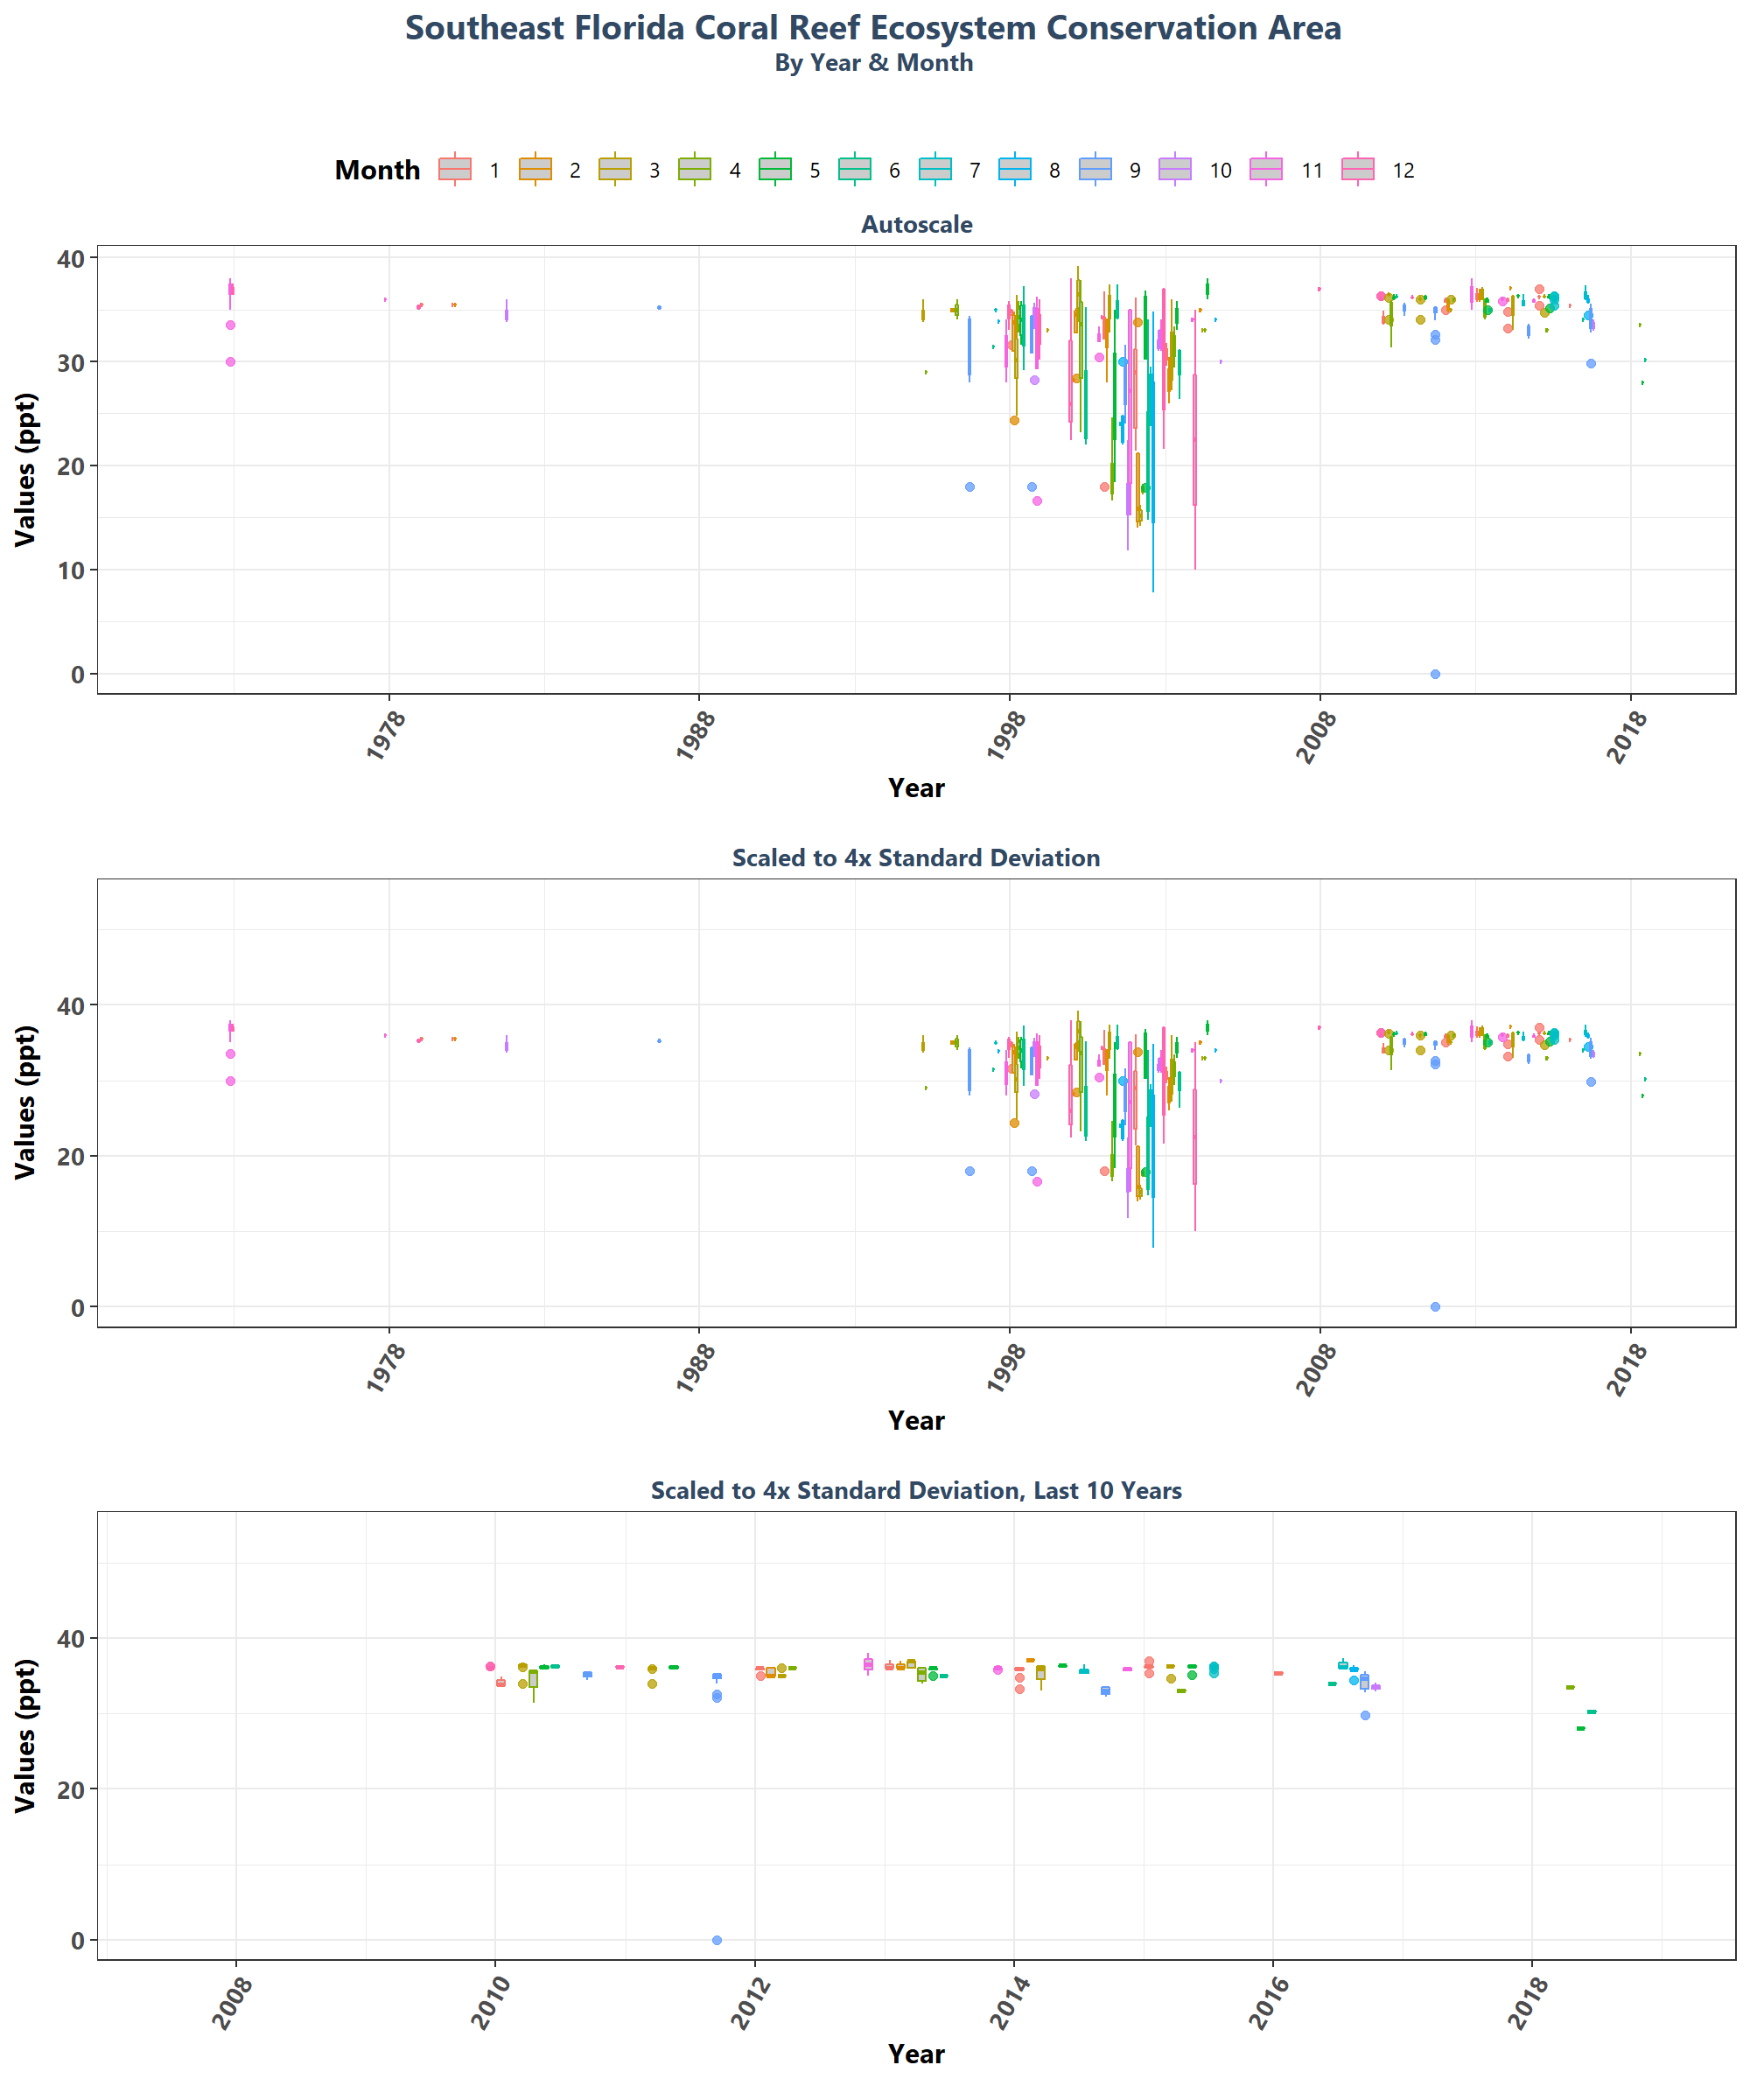 Southeast Florida Coral Reef Ecosystem Conservation Area
By Year & Month
Month 1 2 3 4 5 6 7 8 9 10 11 12
Autoscale
40
30
20
10
0
Values (ppt)
1978 1988 1998 2008 2018
Year
Scaled to 4x Standard Deviation
40
20
0
Values (ppt)
1978 1988 1998 2008 2018
Year
Scaled to 4x Standard Deviation, Last 10 Years
40
20
0
Values (ppt)
2008 2010 2012 2014 2016 2018
Year